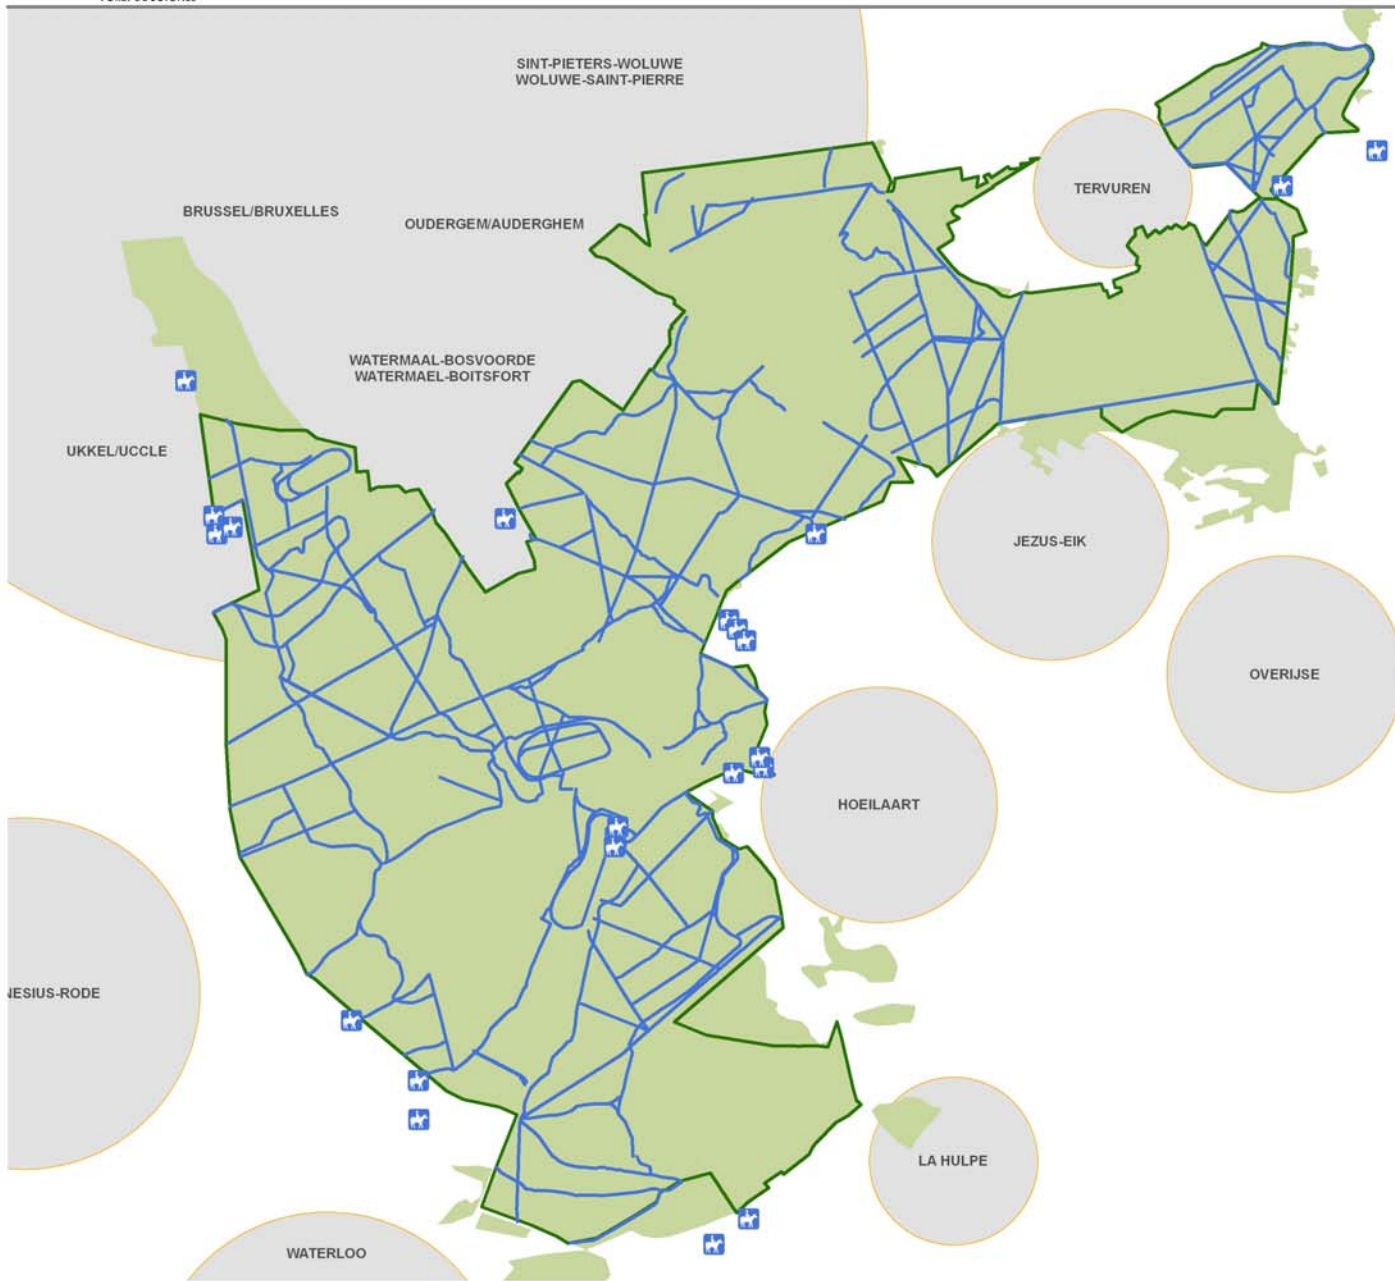 SINT-PIETERS-WOLUWE
WOLUWE-SAINT-PIERRE
TERVUREN
BRUSSEL/BRUXELLES
OUDERGEM/AUDERGHEM
WATERMAAL-BOSVOORDE
WATERMAEL-BOITSFORT
UKKEL/UCCLE
JEZUS-EIK
OVERIJSE
HOEILAART
NESIUS-RODE
LA HULPE
WATERLOO